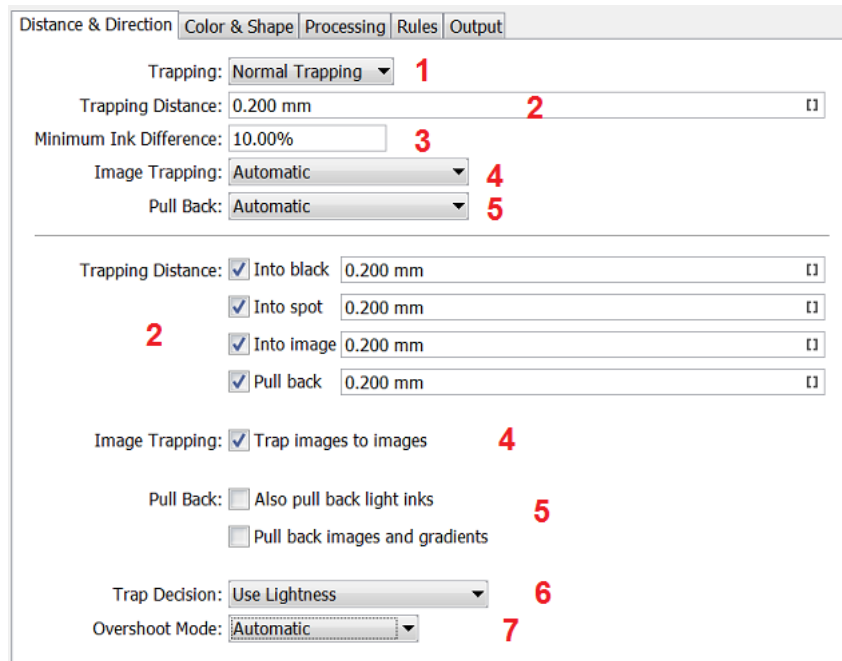 Distance & Direction Color & Shape Processing Rules Output
Trapping: Normal Trapping 1
Trapping Distance: 0.200 mm 2 []
Minimum Ink Difference: 10.00% 3
Image Trapping: Automatic 4
Pull Back: Automatic 5
Trapping Distance: Into black 0.200 mm []
Into spot 0.200 mm []
2
Into image 0.200 mm []
Pull back 0.200 mm []
Image Trapping: Trap images to images 4
Pull Back: Also pull back light inks
5
Pull back images and gradients
Trap Decision: Use Lightness 6
Overshoot Mode: Automatic 7